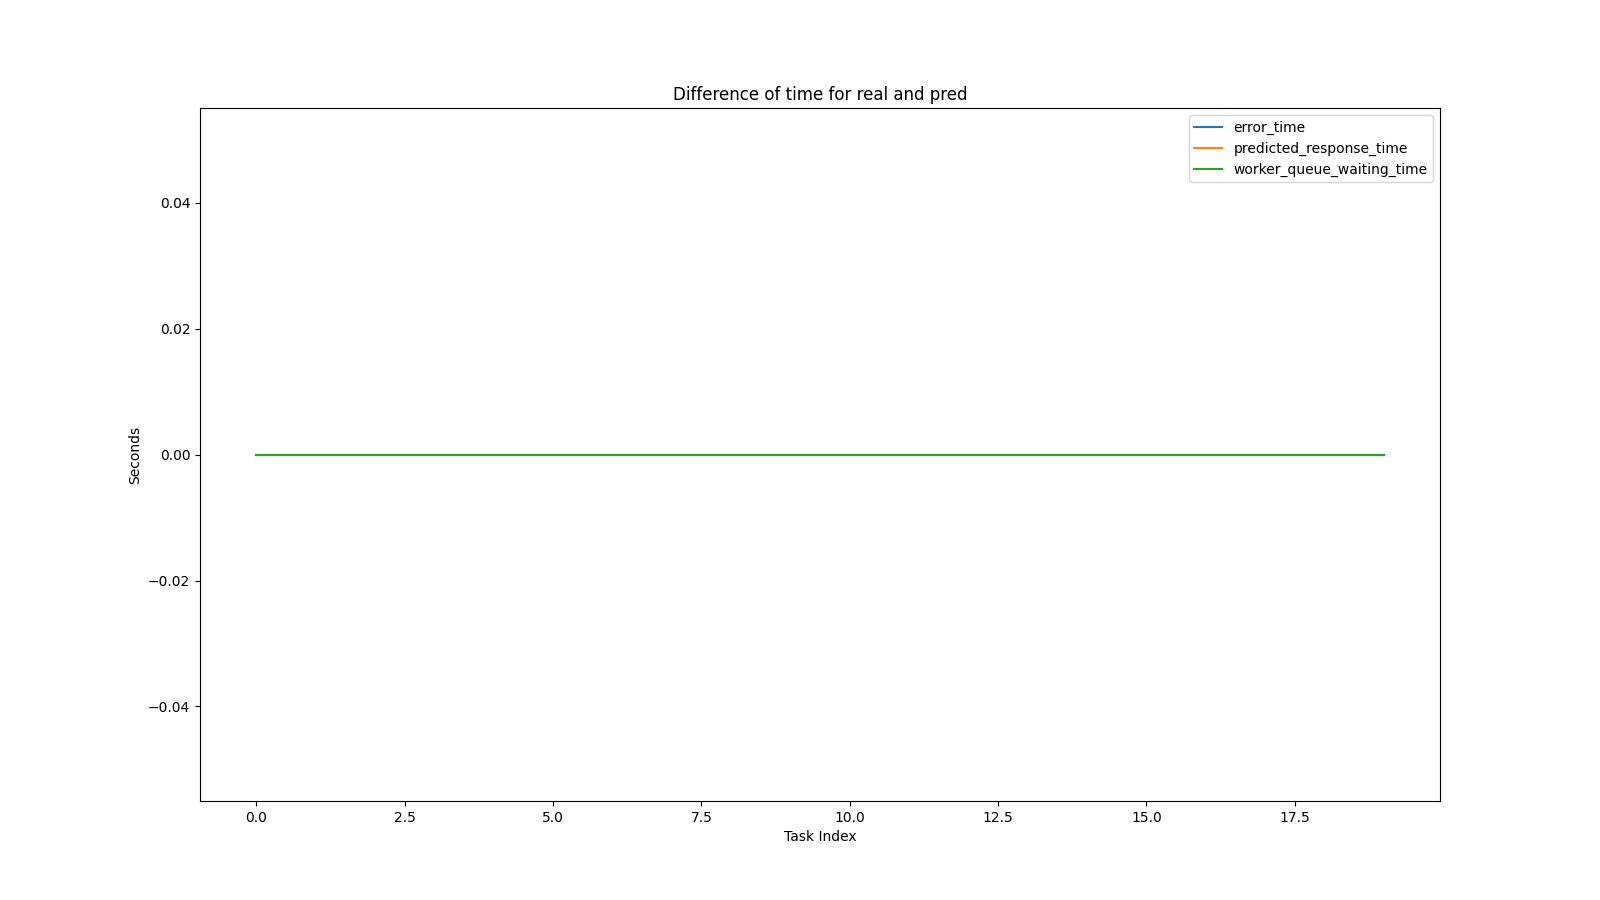 Difference of time for real and pred
error_time
predicted_response_time
worker_queue_waiting_time
0.04
0.02
0.00
−0.02
−0.04
Seconds
0.0 2.5 5.0 7.5 10.0 12.5 15.0 17.5
Task Index